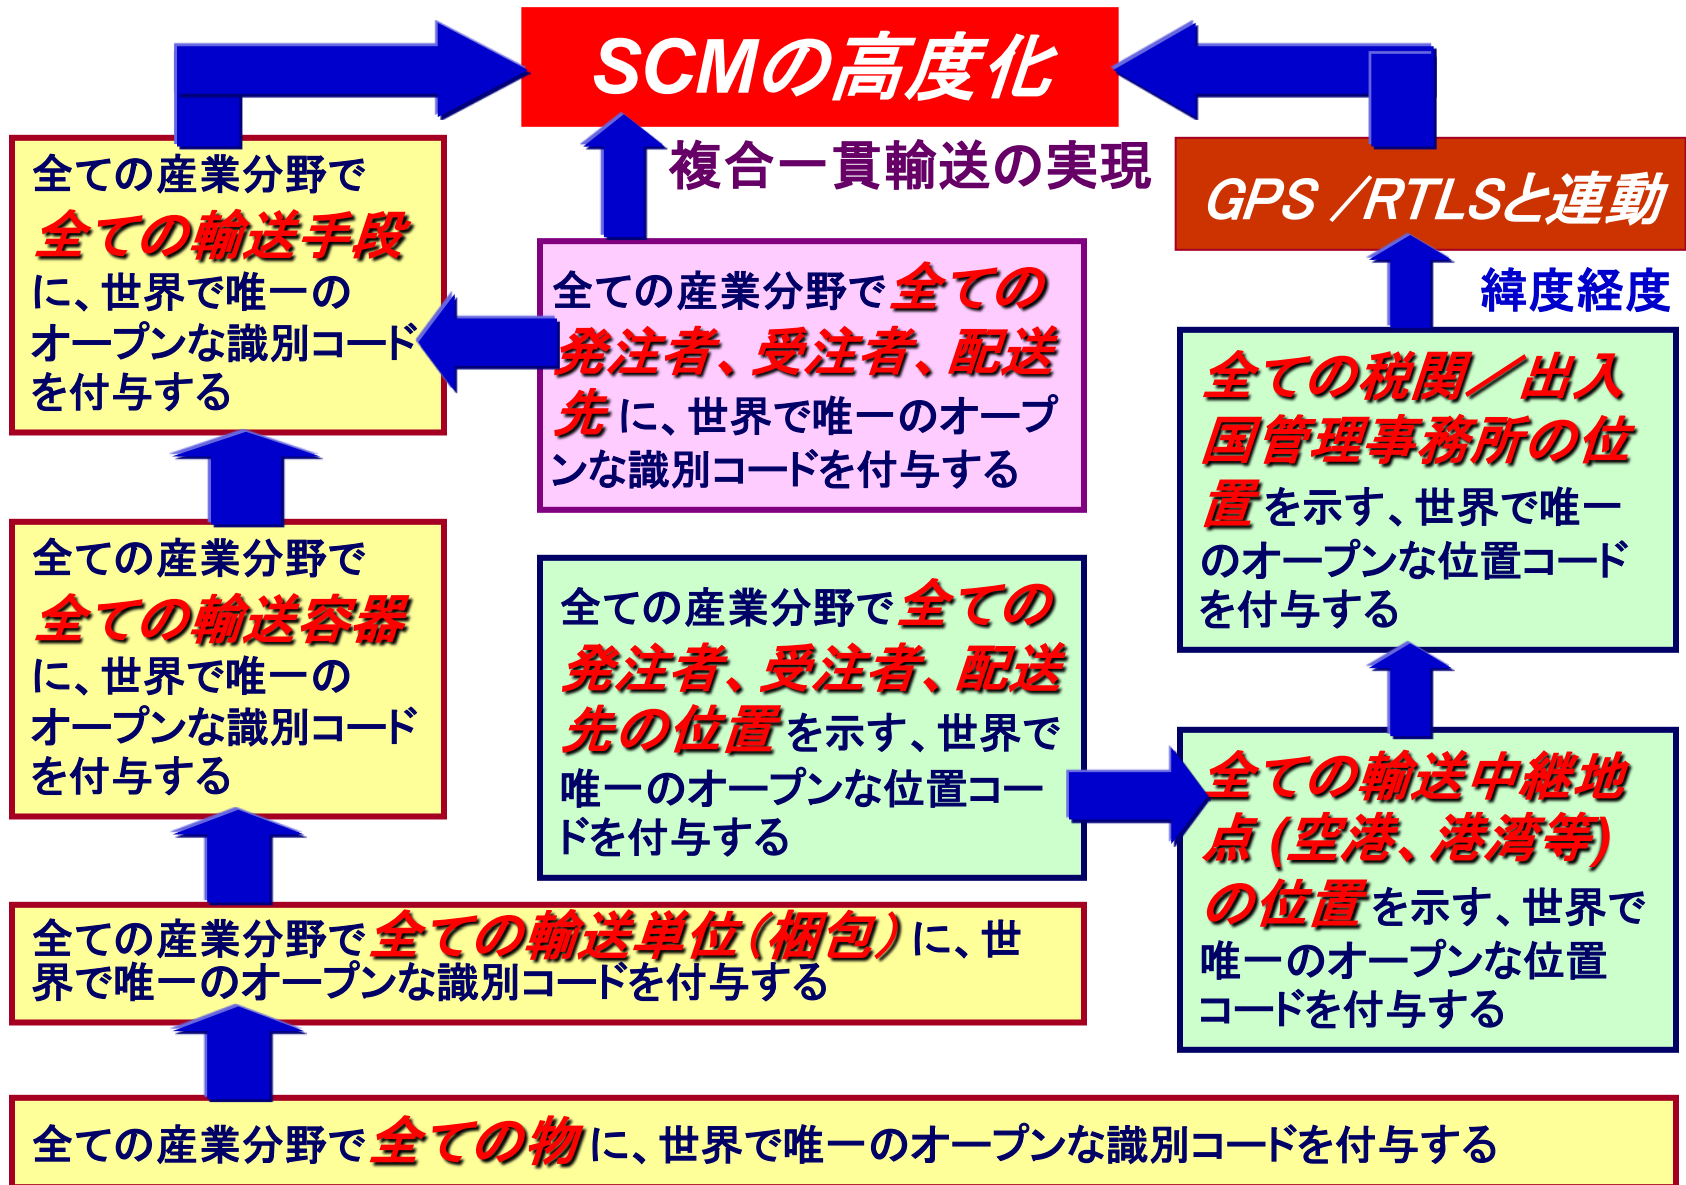 SCMの高度化
複合一貫輸送の実現
全ての産業分野で
全ての輸送手段
に、世界で唯一の
オープンな識別コード
を付与する
全ての産業分野で全ての
発注者、受注者、配送
先に、世界で唯一のオープ
ンな識別コードを付与する
GPS /RTLSと連動
緯度経度
全ての税関／出入
国管理事務所の位
置を示す、世界で唯一
のオープンな位置コード
を付与する
全ての産業分野で
全ての輸送容器
に、世界で唯一の
オープンな識別コード
を付与する
全ての産業分野で全ての
発注者、受注者、配送
先の位置を示す、世界で
唯一のオープンな位置コー
ドを付与する
全ての輸送中継地
点(空港、港湾等)
の位置を示す、世界で
唯一のオープンな位置
コードを付与する
全ての産業分野で全ての輸送単位（梱包）に、世
界で唯一のオープンな識別コードを付与する
全ての産業分野で全ての物に、世界で唯一のオープンな識別コードを付与する